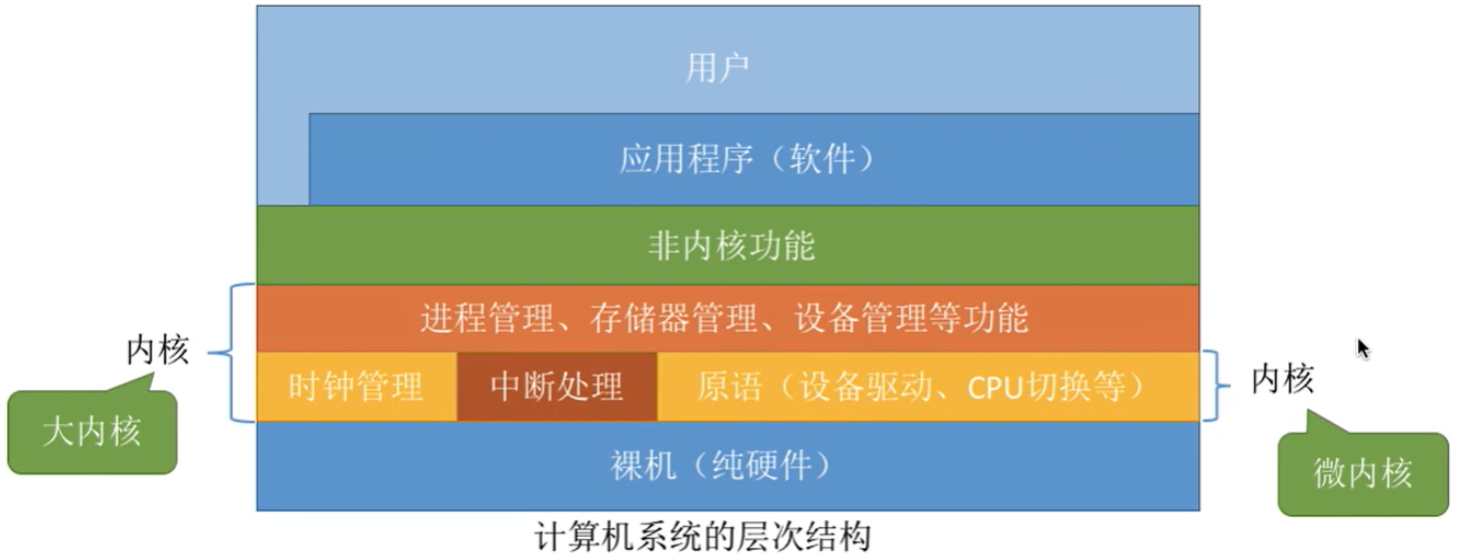 用户
应用程序（软件）
非内核功能
进程管理、存储器管理、设备管理等功能
内核
时钟管理
中断处理
原语（设备驱动、CPU切换等）
内核
大内核
裸机（纯硬件）
微内核
计算机系统的层次结构